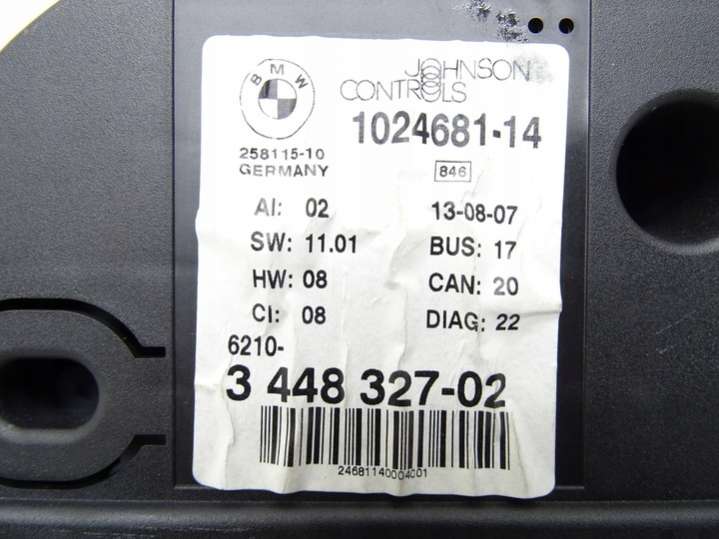 BMW
JOHNSON
CONTROLS
1024681-14
258115-10
GERMANY
846
AI: 02
13-08-07
SW: 11.01
BUS: 17
HW: 08
CAN: 20
CI: 08
DIAG: 22
6210-
3 448 327-02
24681140004001